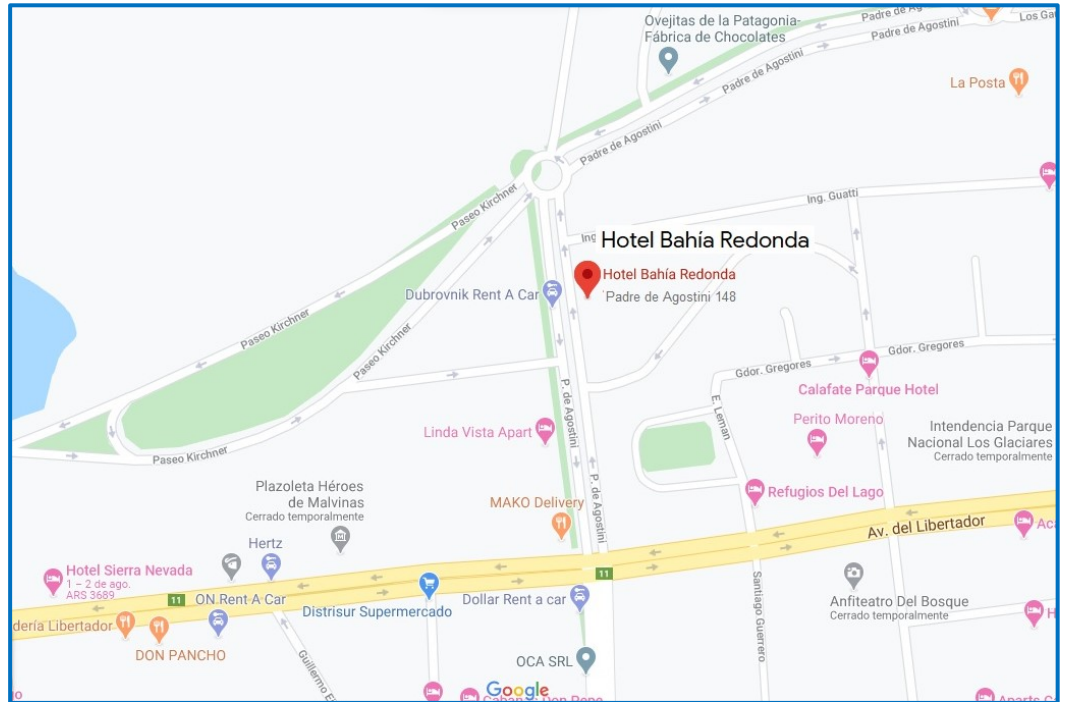 Ovejitas de la Patagonia-
Fábrica de Chocolates
Padre de Agostini
Los
Padre de Agostini
La Posta
Padre de Agostini
Padre de Agostini
Paseo Kirchner
Ing. Guatti
Hotel Bahía Redonda
Hotel Bahía Redonda
Padre de Agostini 148
Dubrovnik Rent A Car
Paseo Kirchner
Paseo Kirchner
Gdor. Gregores
Gdor. Gregores
Calafate Parque Hotel
P. de Agostini
E. Leman
Perito Moreno
Linda Vista Apart
Intendencia Parque
Nacional Los Glaciares
Cerrado temporalmente
Paseo Kirchner
Plazoleta Héroes
de Malvinas
Cerrado temporalmente
P. de Agostini
Refugios Del Lago
MAKO Delivery
Av. del Libertador
Hertz
Hotel Sierra Nevada
1 – 2 de ago.
ARS 3689
11
11
ON Rent A Car
Distrisur Supermercado
Dollar Rent a car
Anfiteatro Del Bosque
Cerrado temporalmente
Santiago Guerrero
Libertador
DON PANCHO
Guillermo
OCA SRL
Google
Aparts